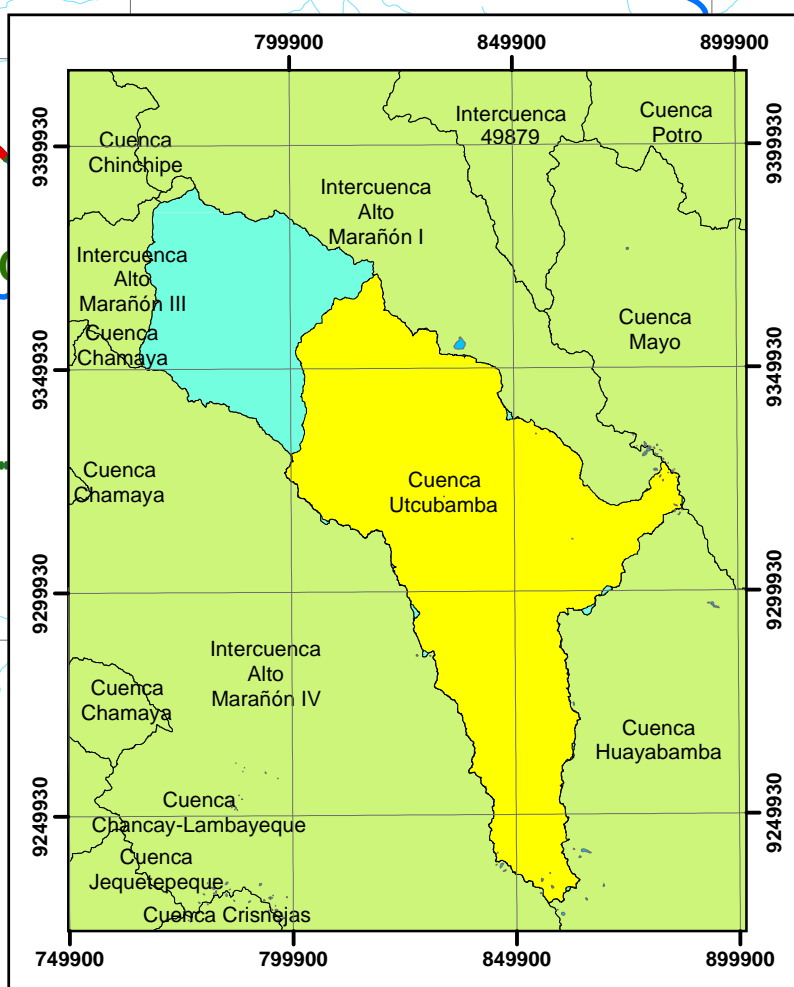 799900
849900
899900
9399930
9399930
Cuenca
Chinchipe
Intercuenca
49879
Cuenca
Potro
Intercuenca
Alto
Marañón I
Intercuenca
Alto
Marañón III
Cuenca
Chamaya
Cuenca
Mayo
9349930
9349930
Cuenca
Chamaya
Cuenca
Utcubamba
9299930
9299930
Intercuenca
Alto
Marañón IV
Cuenca
Chamaya
Cuenca
Huayabamba
9249930
9249930
Cuenca
Chancay-Lambayeque
Cuenca
Jequetepeque
Cuenca Crisnejas
749900
799900
849900
899900